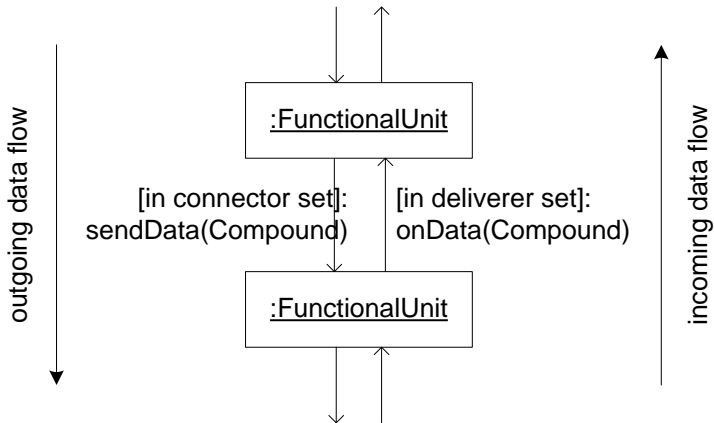 outgoing data flow
:FunctionalUnit
[in connector set]:
sendData(Compound)
[in deliverer set]:
onData(Compound)
:FunctionalUnit
incoming data flow